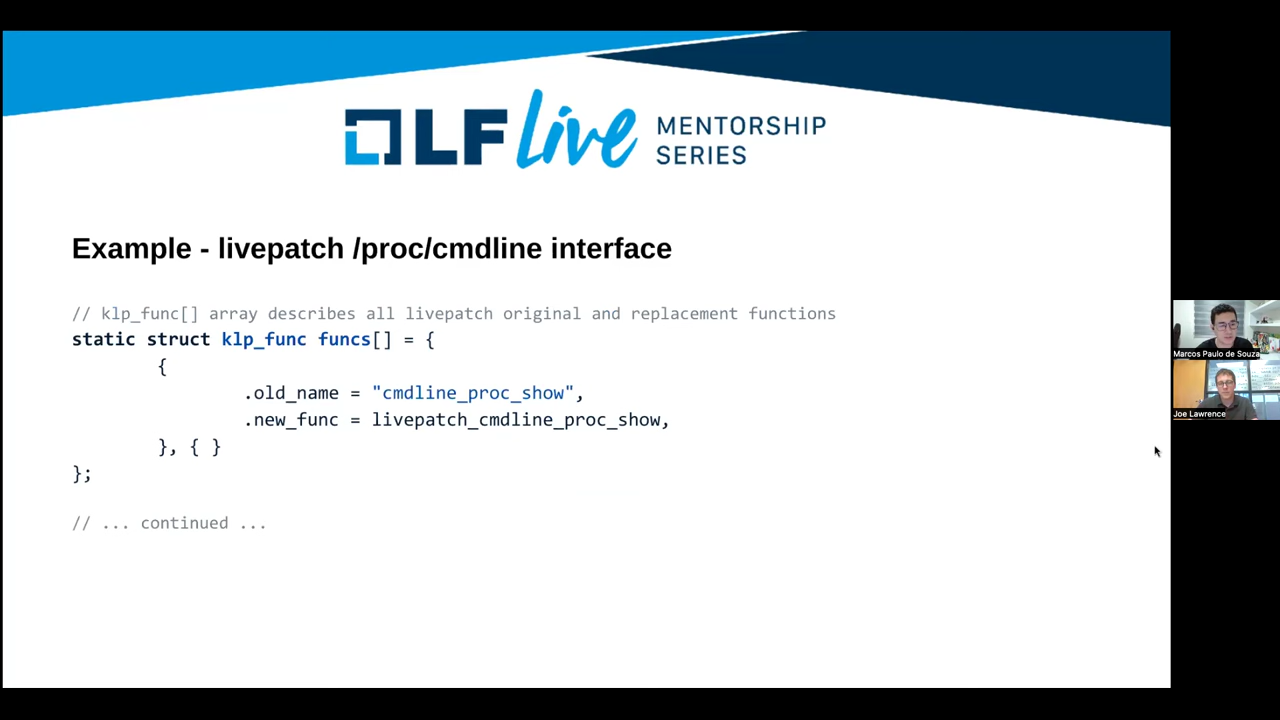 LF live MENTORSHIP
SERIES
Example - livepatch /proc/cmdline interface
// klp_func[] array describes all livepatch original and replacement functions
static struct klp_func funcs[] = {
{
.old_name = "cmdline_proc_show",
.new_func = livepatch_cmdline_proc_show,
}, { }
};
// ... continued ...
Marcos Paulo de Souza
Joe Lawrence